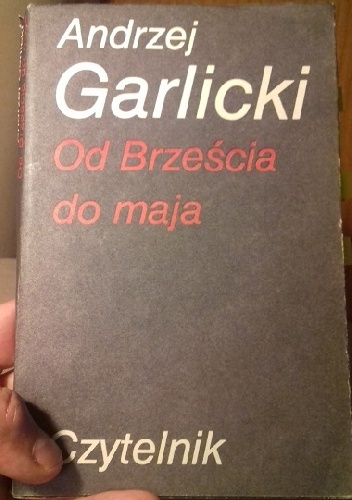 Andrzej
Garlicki
Od Brześcia
do maja
Czytelnik